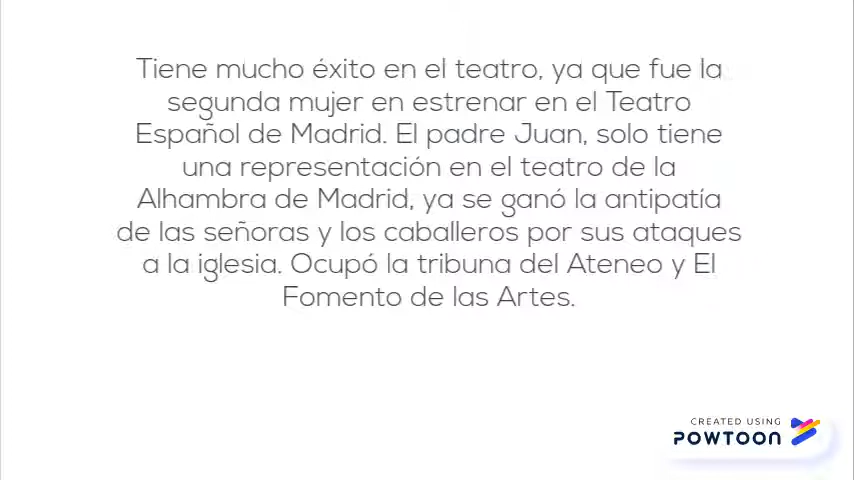 Tiene mucho éxito en el teatro, ya que fue la
segunda mujer en estrenar en el Teatro
Español de Madrid. El padre Juan, solo tiene
una representación en el teatro de la
Alhambra de Madrid, ya se ganó la antipatía
de las señoras y los caballeros por sus ataques
a la iglesia. Ocupó la tribuna del Ateneo y El
Fomento de las Artes.
CREATED USING
POWTOON